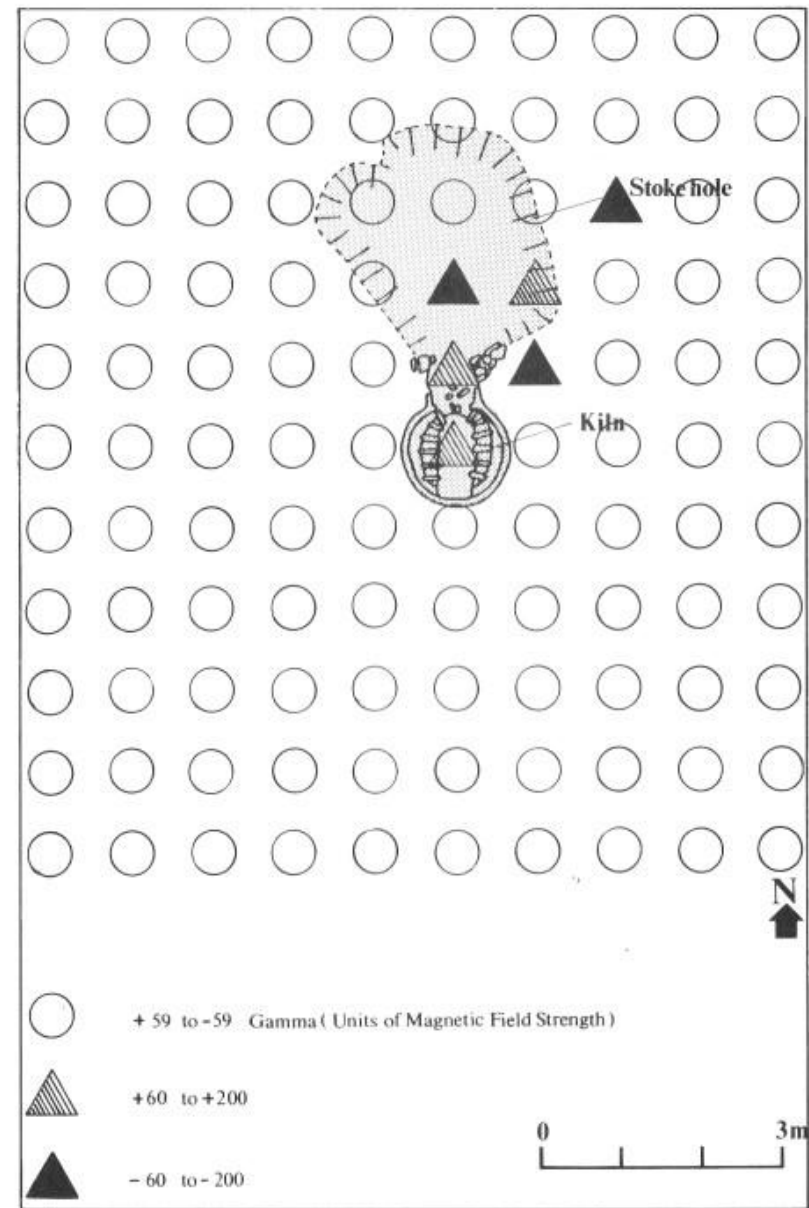 Stoke hole
Kiln
N
+ 59 to - 59 Gamma ( Units of Magnetic Field Strength )
+60 to +200
- 60 to - 200
0 3m